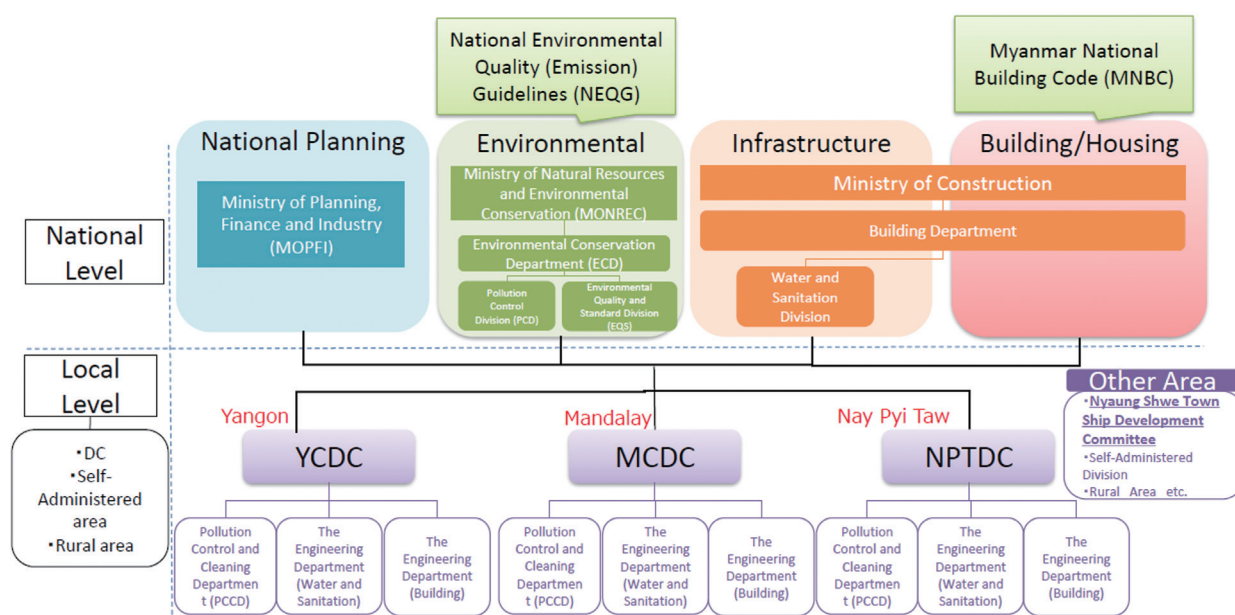 National Environmental
Quality (Emission)
Guidelines (NEQG)
Myanmar National
Building Code (MNBC)
National Planning
Environmental
Infrastructure
Building/Housing
National
Level
Ministry of Planning,
Finance and Industry
(MOPFI)
Ministry of Natural Resources
and Environmental
Conservation (MONREC)
Environmental Conservation
Department (ECD)
Pollution
Control
Division (PCD)
Environmental
Quality and
Standard Division
(EQS)
Ministry of Construction
Building Department
Water and
Sanitation
Division
Local
Level
•DC
•Self-
Administered
area
•Rural area
Yangon
Mandalay
Nay Pyi Taw
YCDC
MCDC
NPTDC
Other Area
•Nyaung Shwe Town
Ship Development
Committee
•Self-Administered
Division
•Rural Area etc.
Pollution
Control and
Cleaning
Departmen
t (PCCD)
The
Engineering
Department
(Water and
Sanitation)
The
Engineering
Department
(Building)
Pollution
Control and
Cleaning
Departmen
t (PCCD)
The
Engineering
Department
(Water and
Sanitation)
The
Engineering
Department
(Building)
Pollution
Control and
Cleaning
Departmen
t (PCCD)
The
Engineering
Department
(Water and
Sanitation)
The
Engineering
Department
(Building)